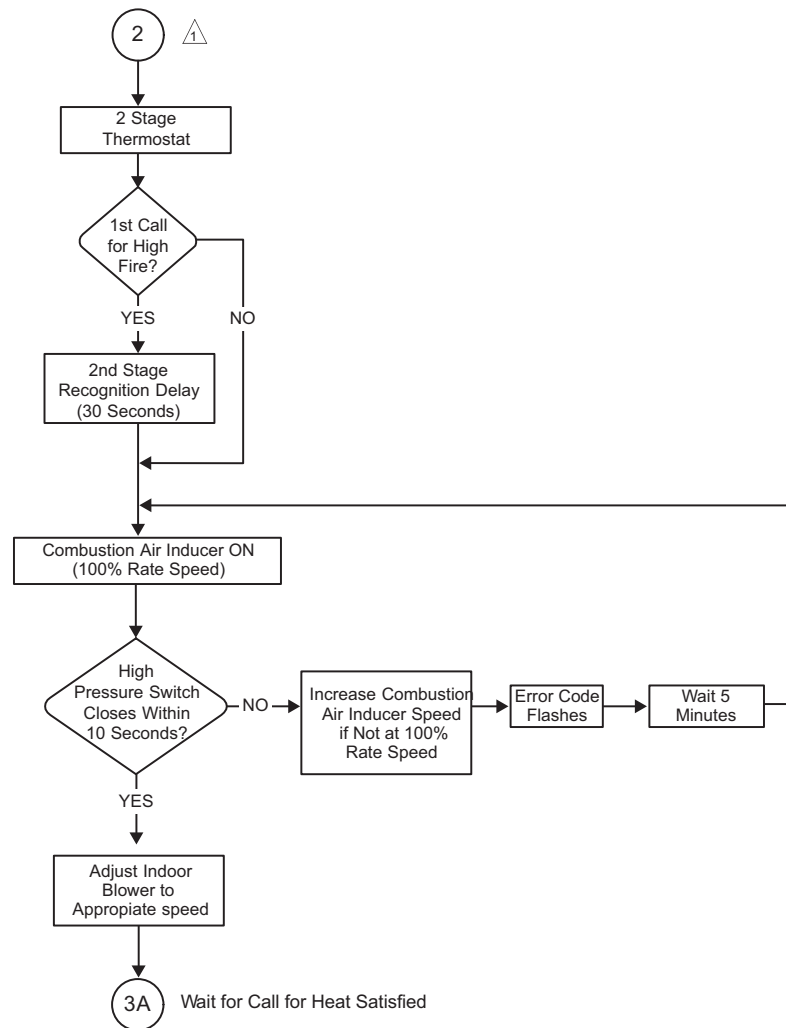 2
1
2 Stage
Thermostat
1st Call
for High
Fire?
YES
NO
2nd Stage
Recognition Delay
(30 Seconds)
Combustion Air Inducer ON
(100% Rate Speed)
High
Pressure Switch
Closes Within
10 Seconds?
NO
Increase Combustion
Air Inducer Speed
if Not at 100%
Rate Speed
Error Code
Flashes
Wait 5
Minutes
YES
Adjust Indoor
Blower to
Appropiate speed
3A
Wait for Call for Heat Satisfied